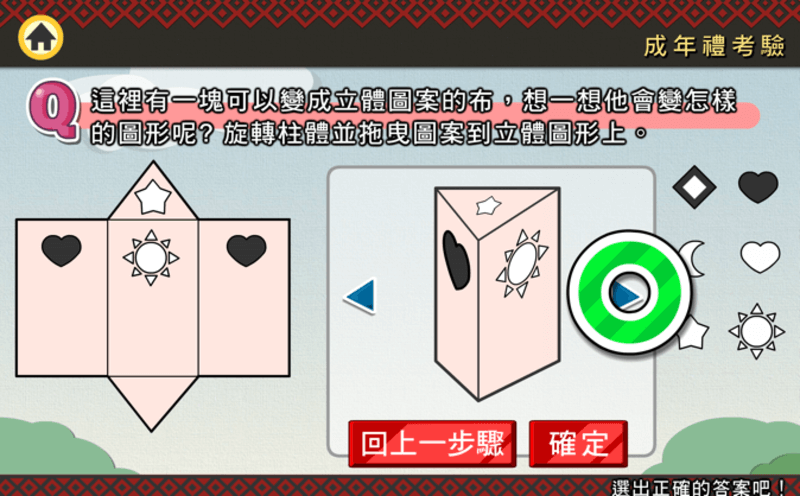 成年禮考驗
Q 這裡有一塊可以變成立體圖案的布，想一想他會變怎樣
的圖形呢? 旋轉柱體並拖曳圖案到立體圖形上。
回上一步驟 確定
選出正確的答案吧！